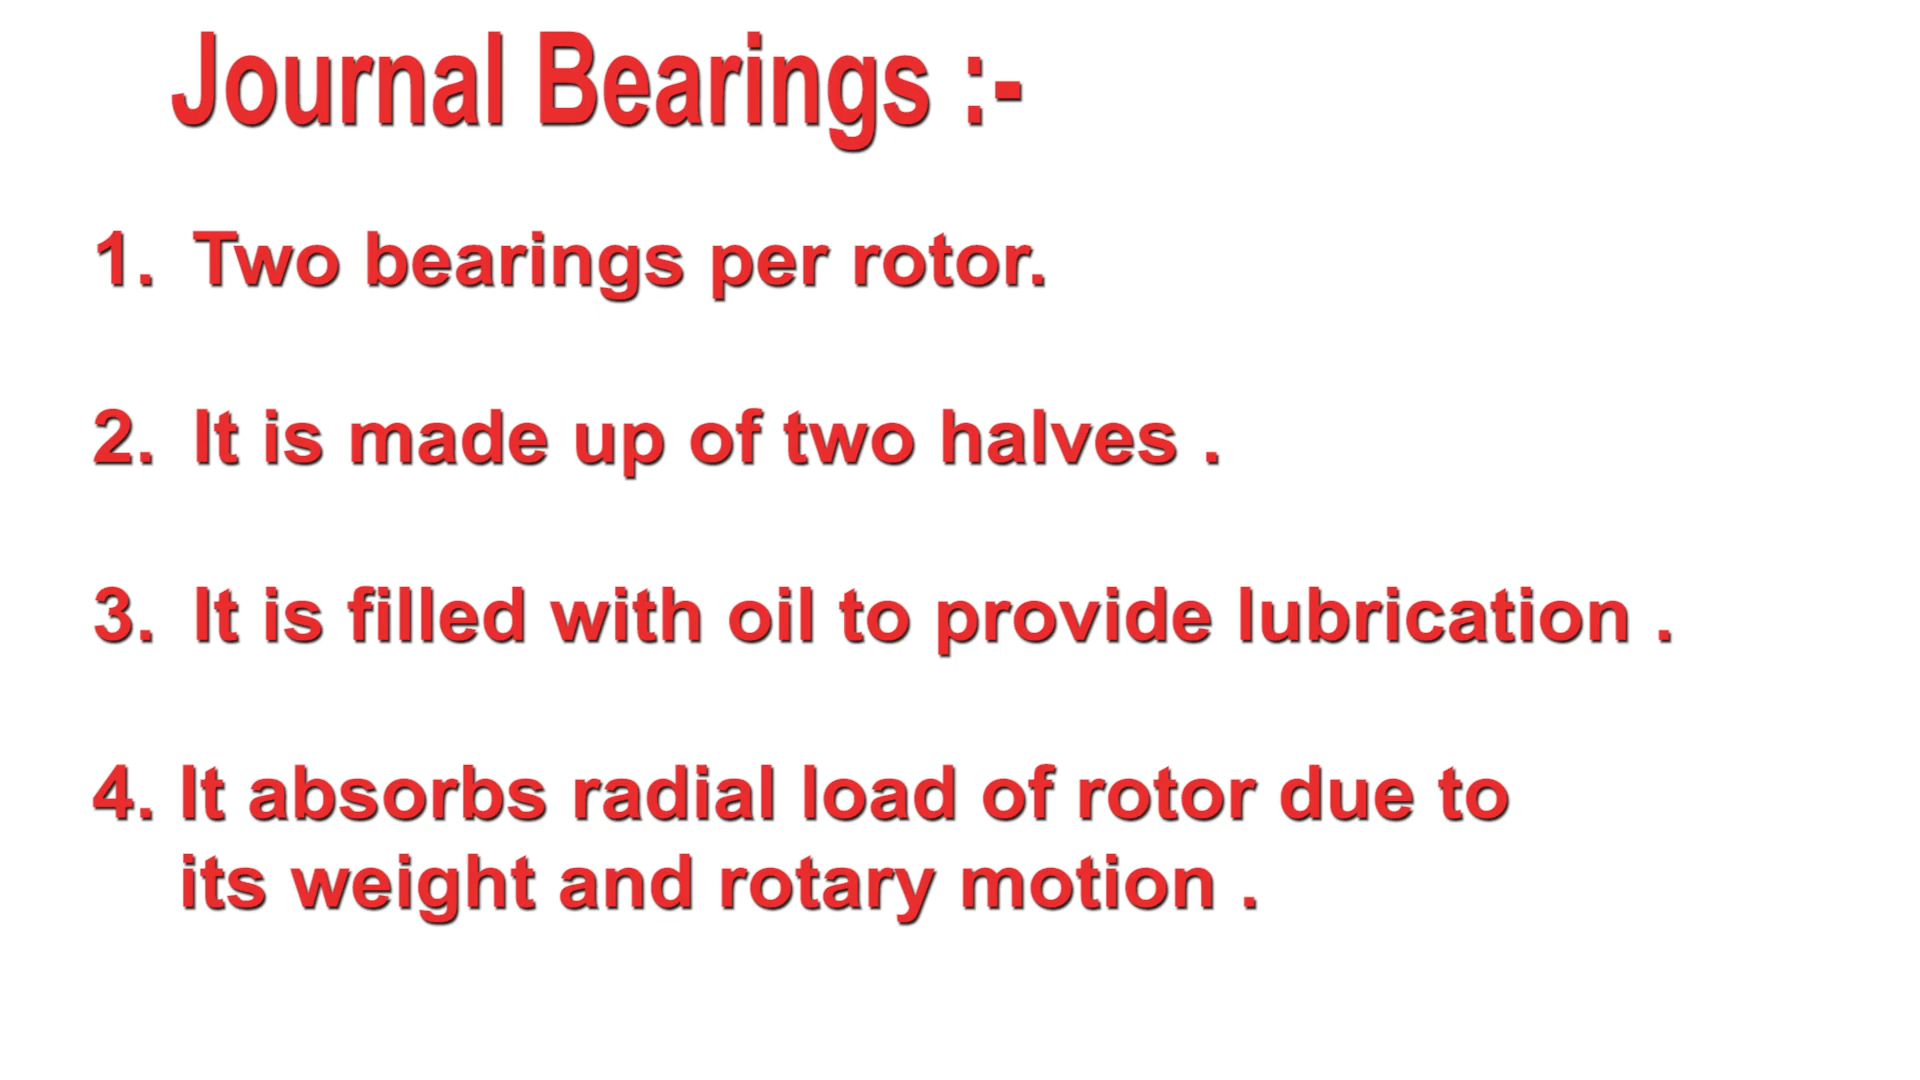 Journal Bearings :-
1. Two bearings per rotor.
2. It is made up of two halves .
3. It is filled with oil to provide lubrication .
4. It absorbs radial load of rotor due to
its weight and rotary motion .